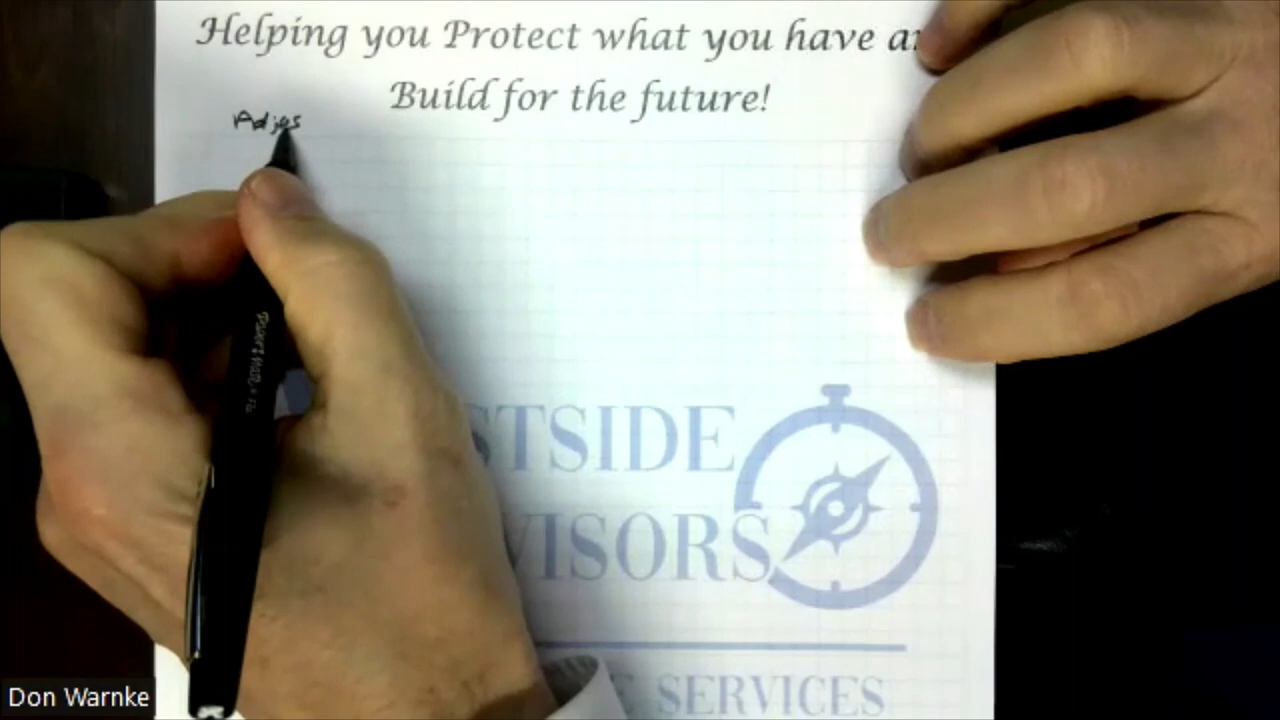 Helping you Protect what you have
Build for the future!
Adjus
STSIDE
VISORS
SERVICES
Don Warnke